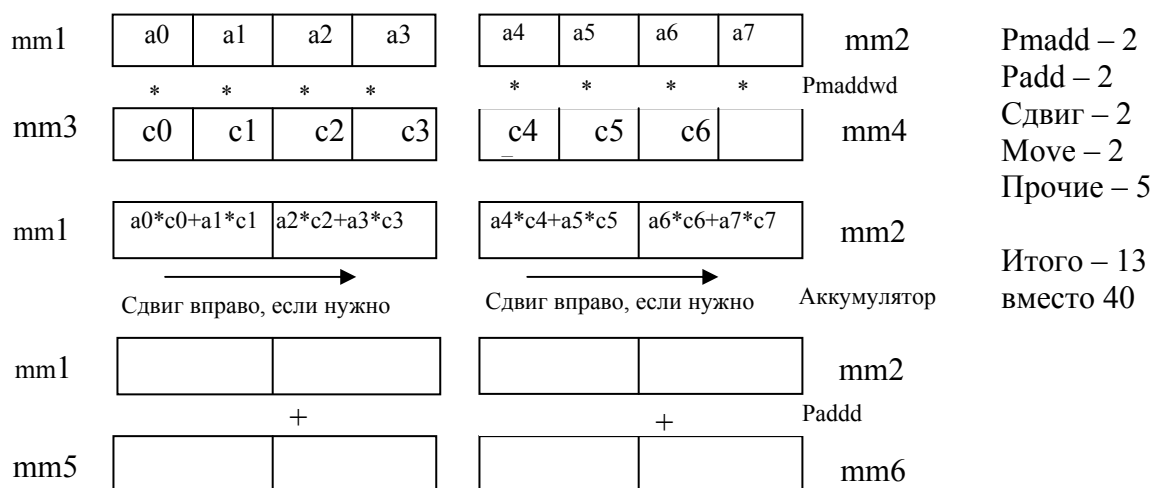 mm1 a0 a1 a2 a3 a4 a5 a6 a7 mm2
* * * * * * * * Pmaddwd
mm3 c0 c1 c2 c3 c4 c5 c6 mm4
mm1 a0*c0+a1*c1 a2*c2+a3*c3 a4*c4+a5*c5 a6*c6+a7*c7 mm2
Сдвиг вправо, если нужно Сдвиг вправо, если нужно Аккумулятор
mm1 mm2
+ + Paddd
mm5 mm6
Pmadd – 2
Padd – 2
Сдвиг – 2
Move – 2
Прочие – 5
Итого – 13
вместо 40